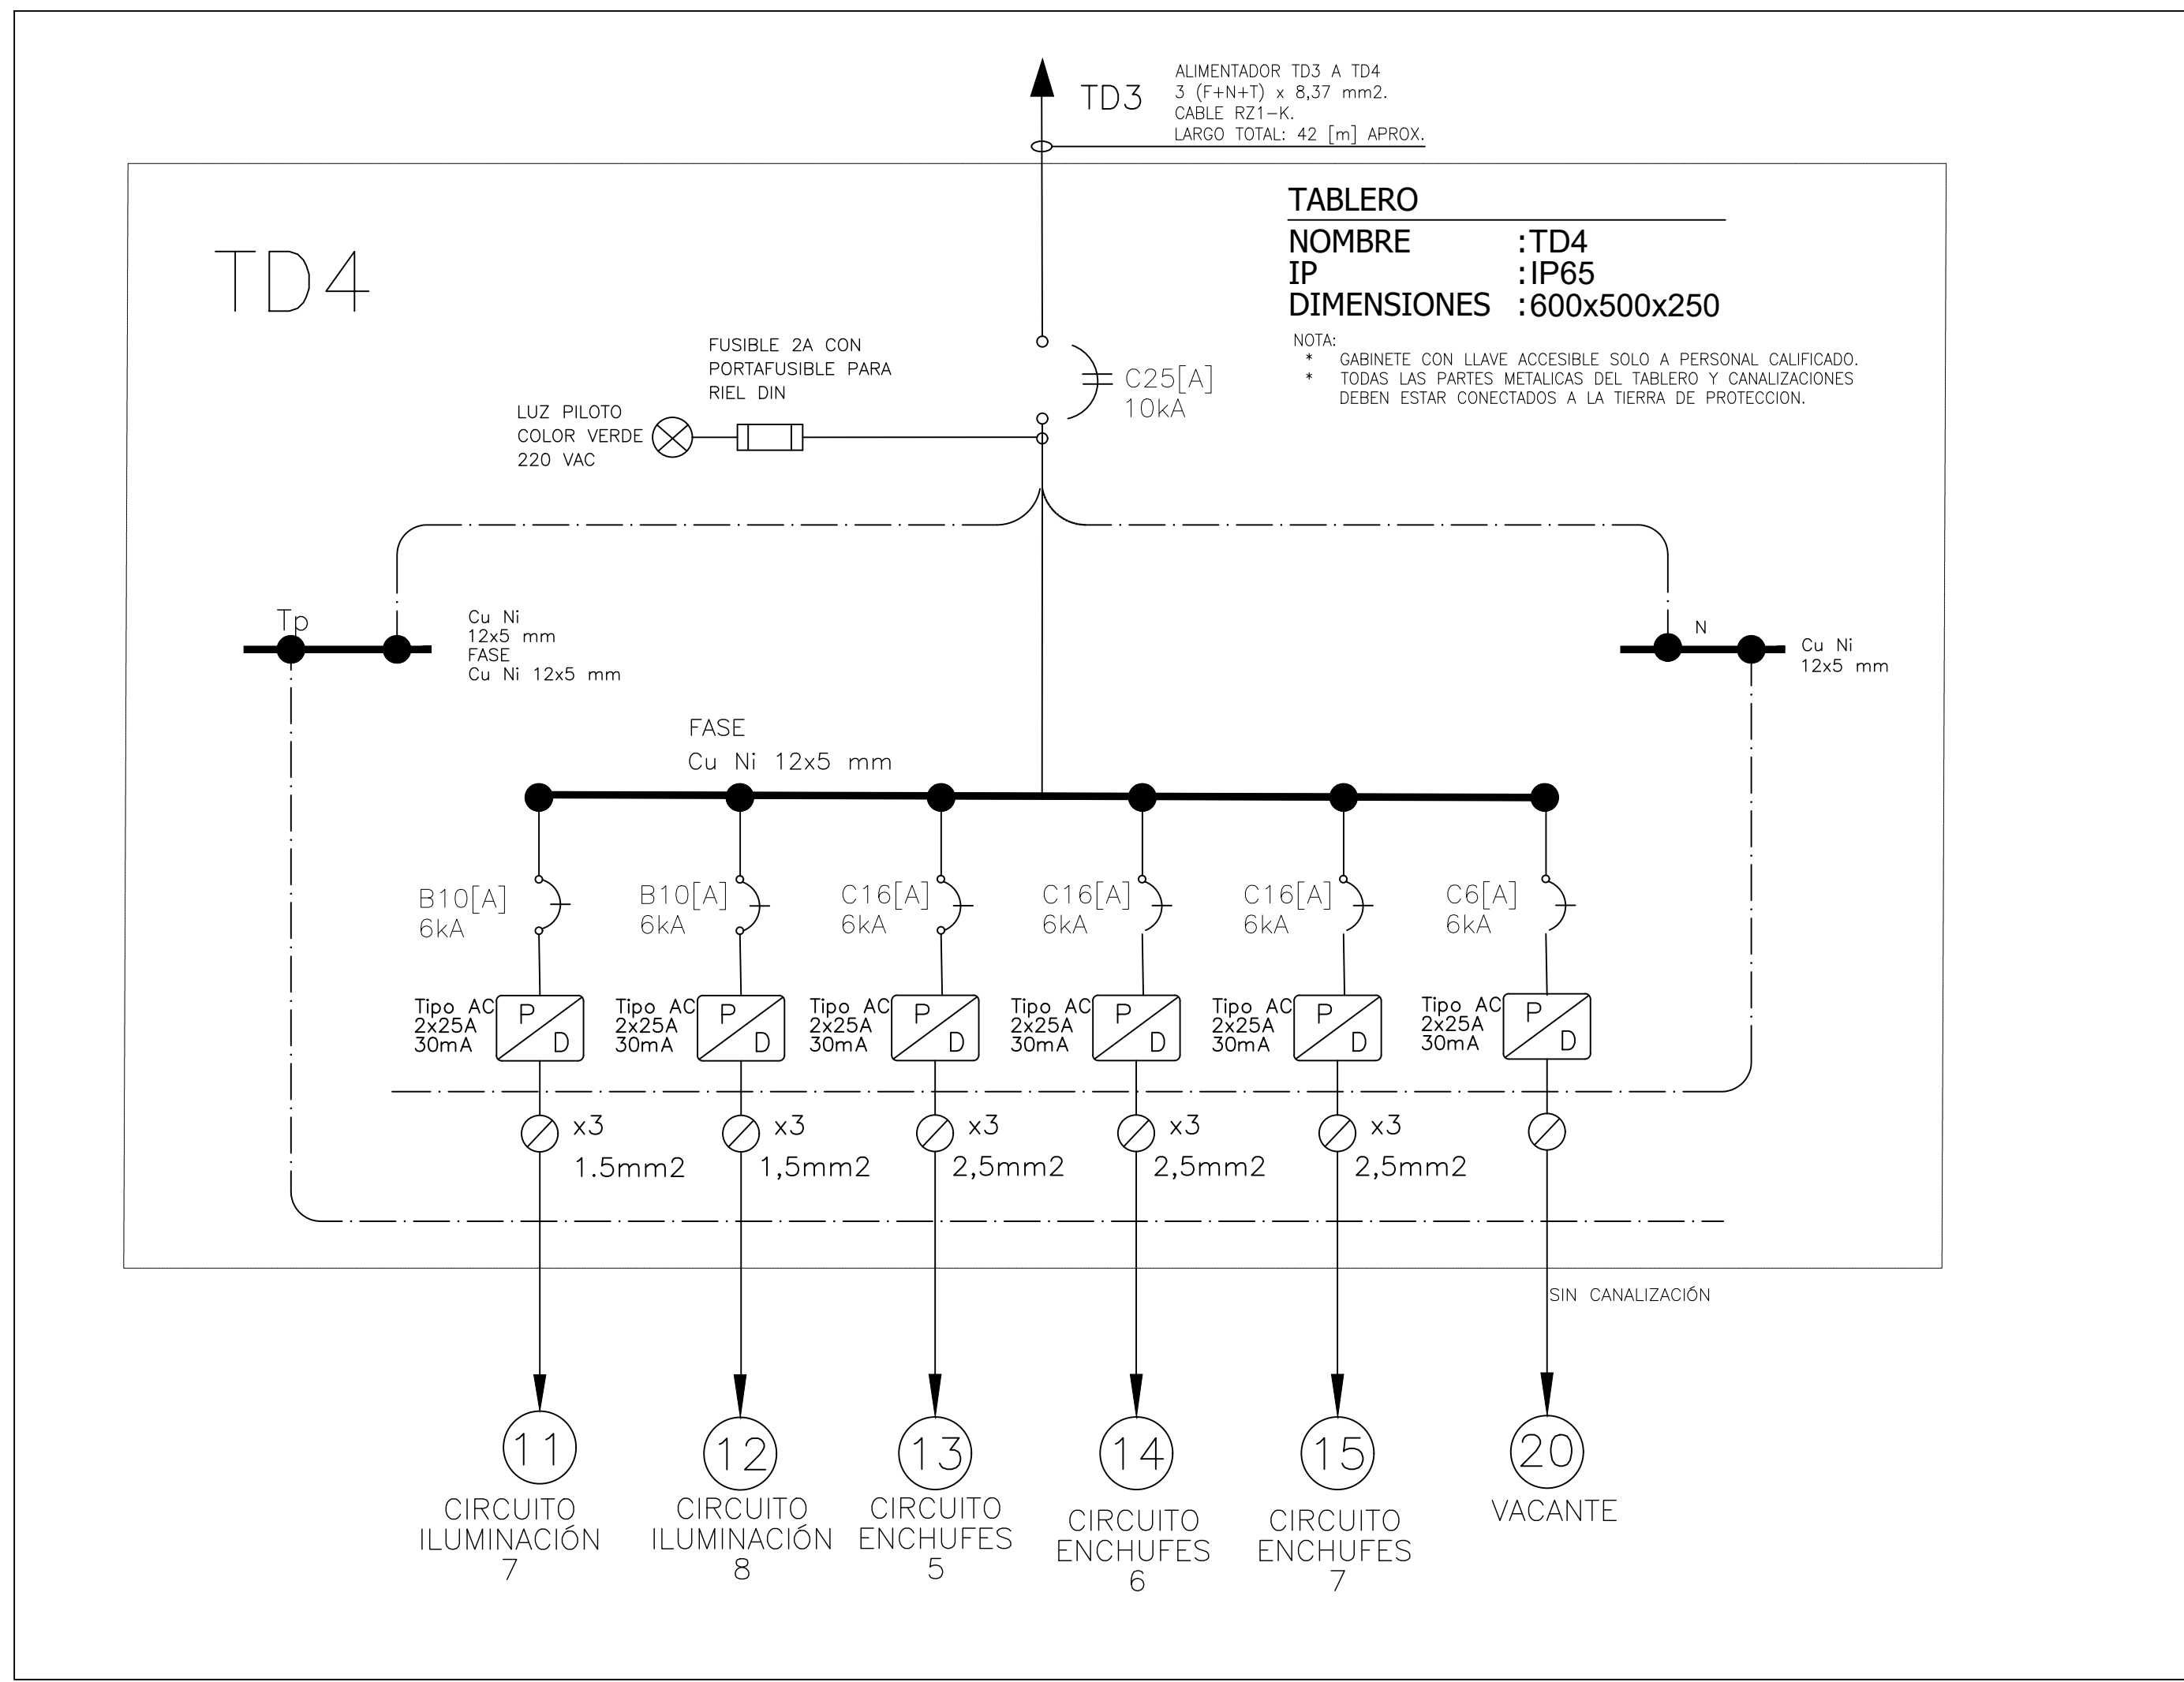 TD3
ALIMENTADOR TD3 A TD4
3 (F+N+T) x 8,37 mm2.
CABLE RZ1-K.
LARGO TOTAL: 42 [m] APROX.
TABLERO
NOMBRE :TD4
IP :IP65
DIMENSIONES :600x500x250
NOTA:
* GABINETE CON LLAVE ACCESIBLE SOLO A PERSONAL CALIFICADO.
* TODAS LAS PARTES METALICAS DEL TABLERO Y CANALIZACIONES
DEBEN ESTAR CONECTADOS A LA TIERRA DE PROTECCION.
TD4
FUSIBLE 2A CON
PORTAFUSIBLE PARA
RIEL DIN
C25[A]
10kA
LUZ PILOTO
COLOR VERDE
220 VAC
Tp
Cu Ni
12x5 mm
FASE
Cu Ni 12x5 mm
N
Cu Ni
12x5 mm
FASE
Cu Ni 12x5 mm
B10[A]
6kA
B10[A]
6kA
C16[A]
6kA
C16[A]
6kA
C16[A]
6kA
C6[A]
6kA
Tipo AC
2x25A
30mA
P
D
Tipo AC
2x25A
30mA
P
D
Tipo AC
2x25A
30mA
P
D
Tipo AC
2x25A
30mA
P
D
Tipo AC
2x25A
30mA
P
D
Tipo AC
2x25A
30mA
P
D
x3
1.5mm2
x3
1,5mm2
x3
2,5mm2
x3
2,5mm2
x3
2,5mm2
SIN CANALIZACIÓN
11
CIRCUITO
ILUMINACIÓN
7
12
CIRCUITO
ILUMINACIÓN
8
13
CIRCUITO
ENCHUFES
5
14
CIRCUITO
ENCHUFES
6
15
CIRCUITO
ENCHUFES
7
20
VACANTE